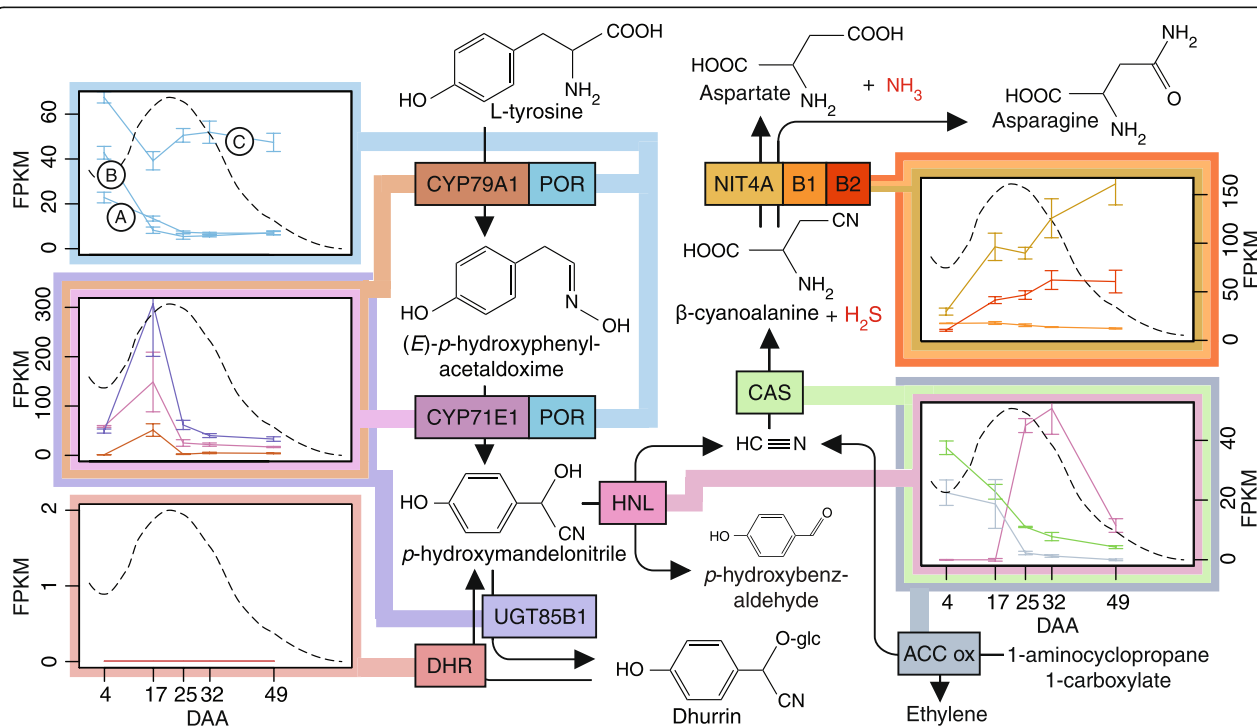 COOH
HO
NH2
L-tyrosine
COOH
HOOC
NH2
Aspartate
+ NH3
NH2
O
HOOC
NH2
Asparagine
FPKM
60
40
20
0
A
B
C
CYP79A1
POR
NIT4A
B1
B2
FPKM
150
100
50
0
HO
N
OH
(E)-p-hydroxyphenyl-
acetaldoxime
CN
HOOC
NH2
β-cyanoalanine + H2S
FPKM
300
200
100
0
CYP71E1
POR
CAS
HC≡N
HO
OH
CN
p-hydroxymandelonitrile
HNL
HO
O
p-hydroxybenz-
aldehyde
FPKM
40
20
0
4 17 25 32 49
DAA
FPKM
2
1
0
4 17 25 32 49
DAA
UGT85B1
DHR
HO
O-glc
CN
Dhurrin
ACC ox
1-aminocyclopropane
1-carboxylate
Ethylene